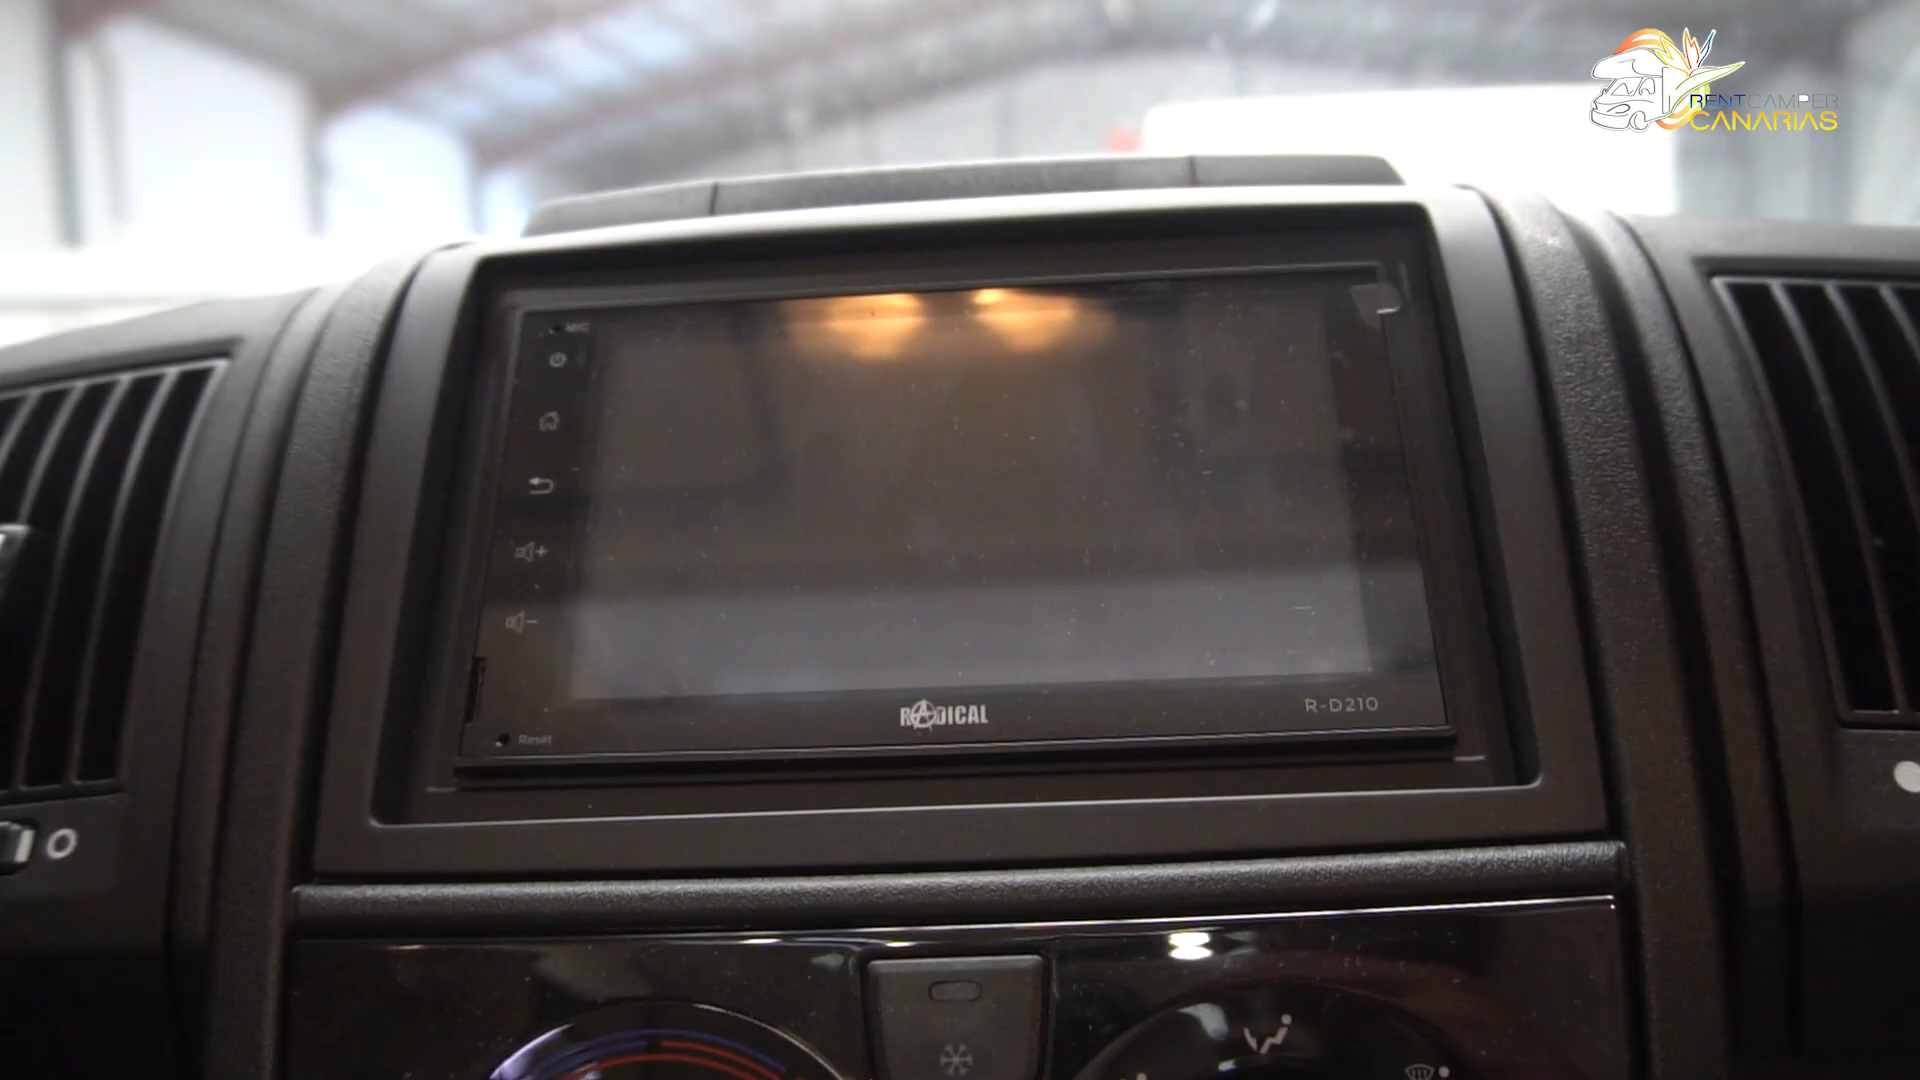 RENTCAMPER
CANARIAS
MIC
RADICAL
R-D210
Reset